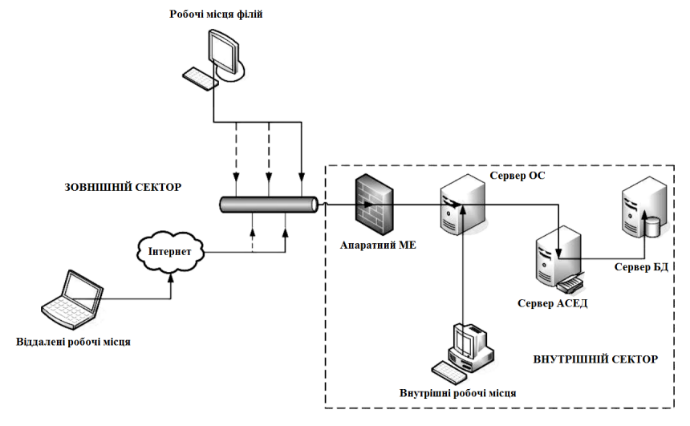 Робочі місця філій
Сервер ОС
ЗОВНІШНІЙ СЕКТОР
Апаратний МЕ
Інтернет
Сервер БД
Сервер АСЕД
Віддалені робочі місця
ВНУТРІШНІЙ СЕКТОР
Внутрішні робочі місця